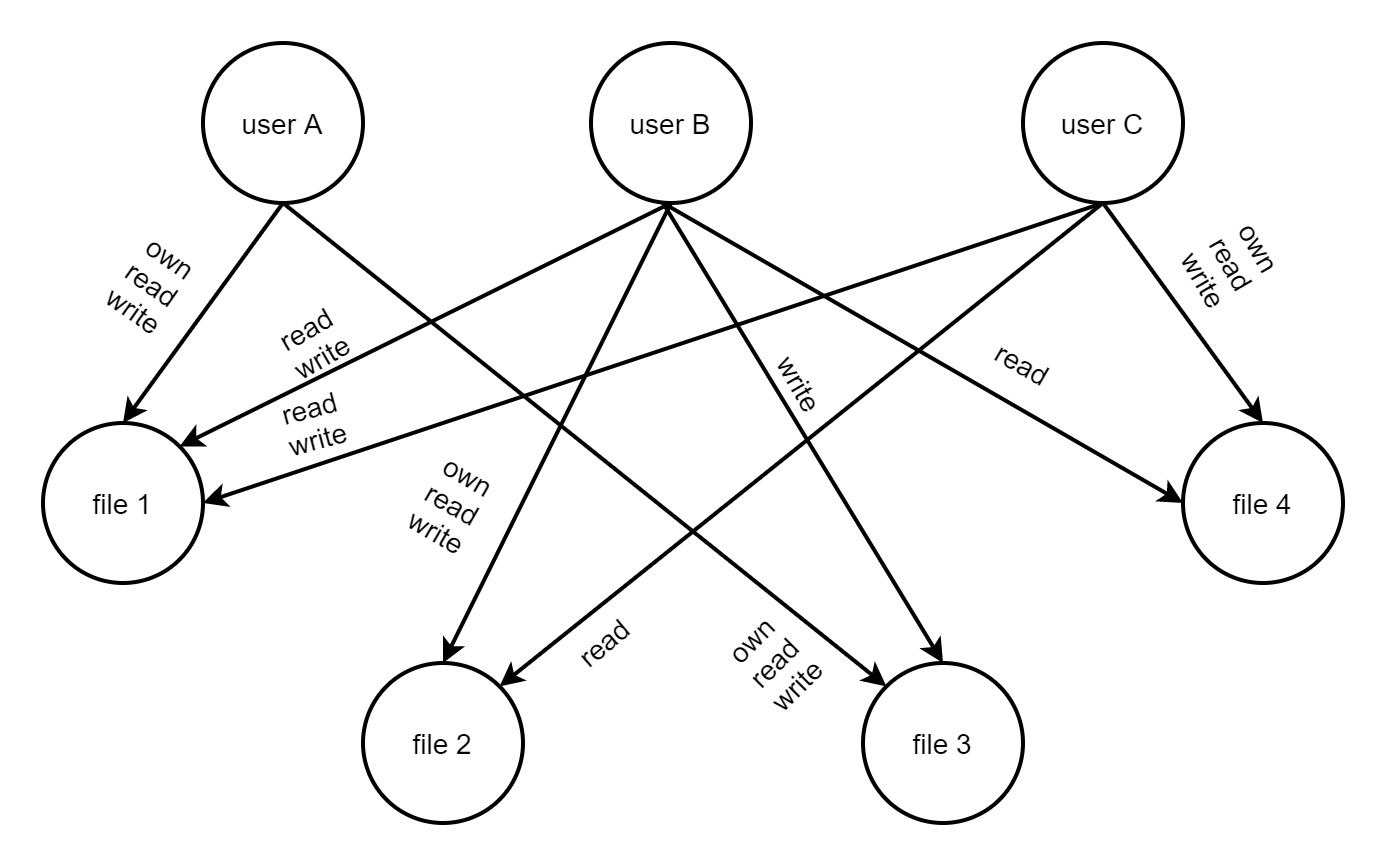 user A
user B
user C
own
read
write
read
write
read
write
own
read
write
write
read
own
read
write
file 1
file 4
own
read
write
read
file 2
file 3